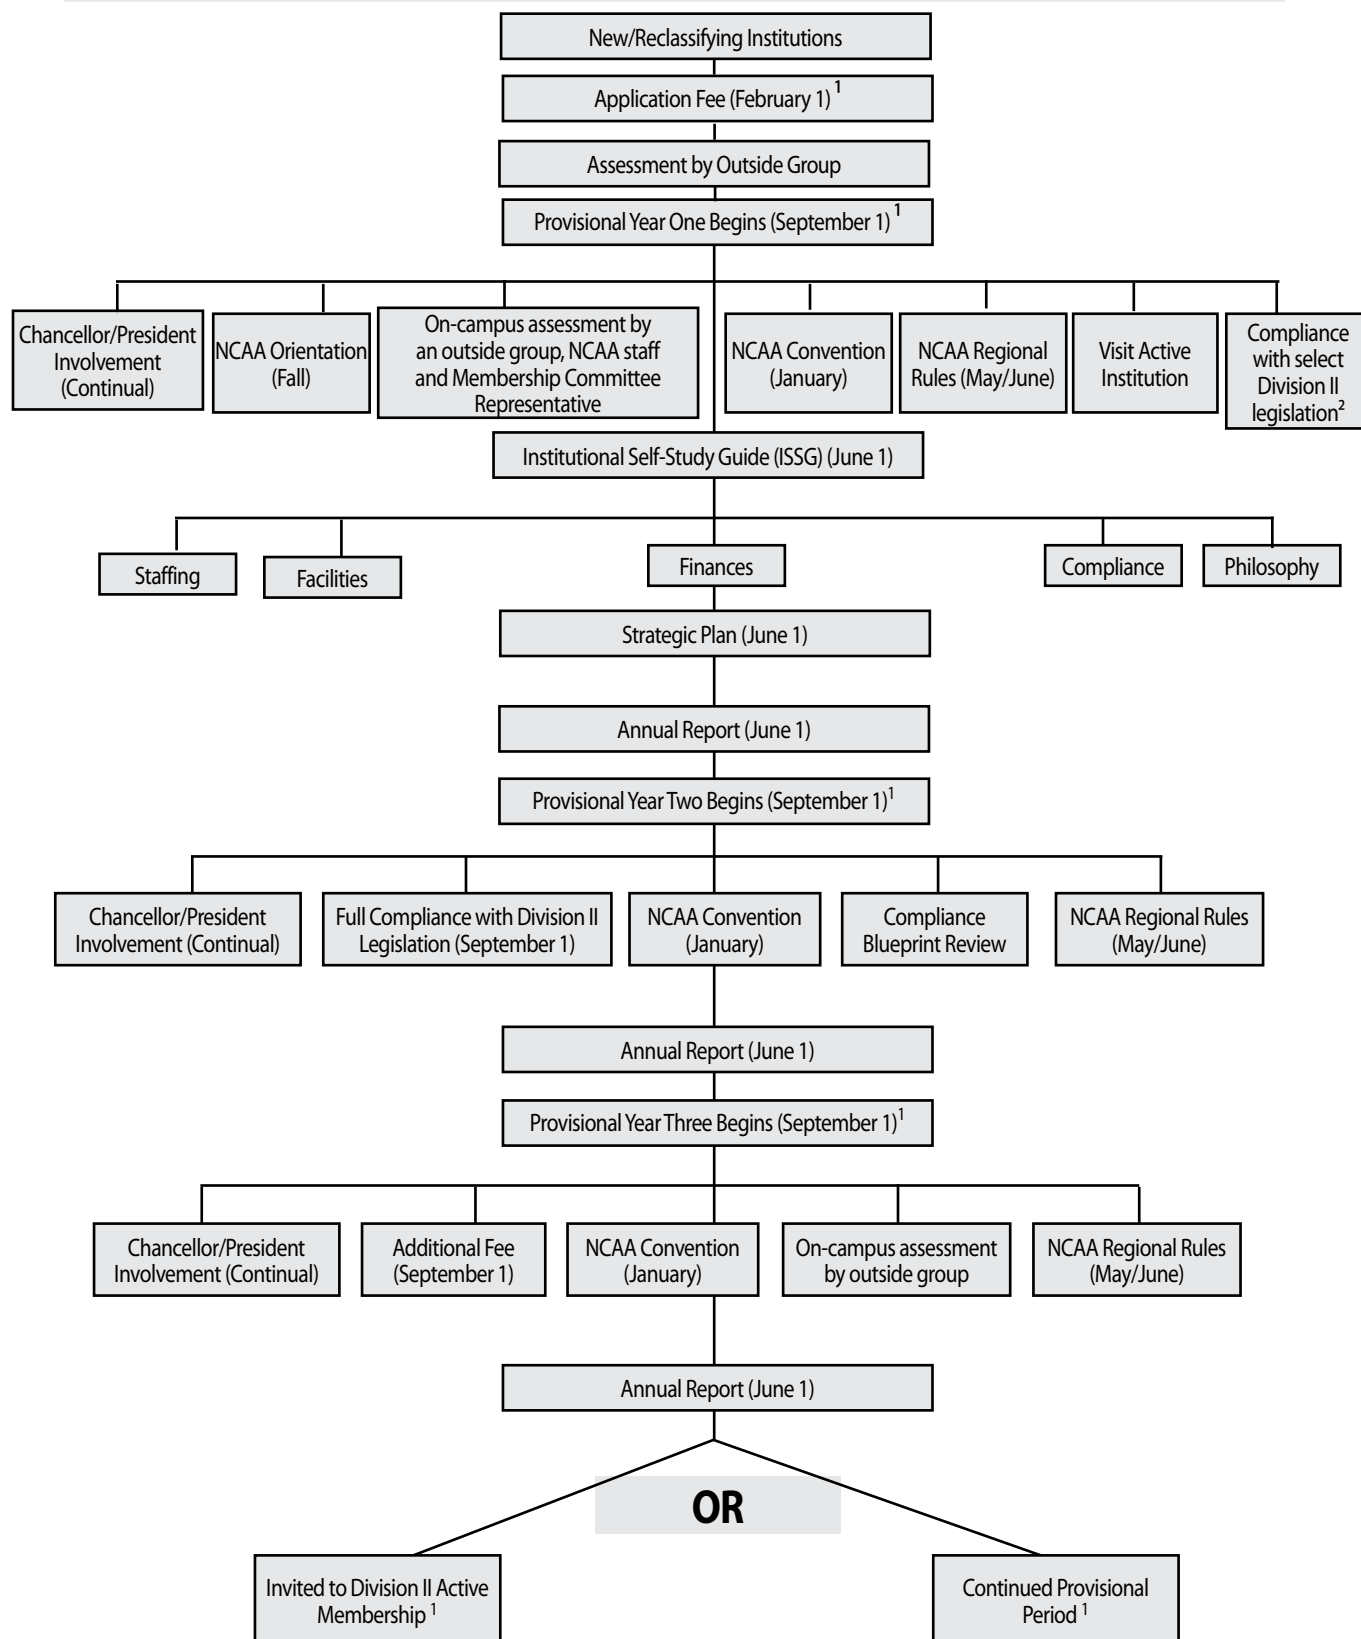 New/Reclassifying Institutions
Application Fee (February 1) 1
Assessment by Outside Group
Provisional Year One Begins (September 1) 1
Chancellor/President
Involvement
(Continual)
NCAA Orientation
(Fall)
On-campus assessment by
an outside group, NCAA staff
and Membership Committee
Representative
NCAA Convention
(January)
NCAA Regional
Rules (May/June)
Visit Active
Institution
Compliance
with select
Division II
legislation²
Institutional Self-Study Guide (ISSG) (June 1)
Staffing
Facilities
Finances
Compliance
Philosophy
Strategic Plan (June 1)
Annual Report (June 1)
Provisional Year Two Begins (September 1)¹
Chancellor/President
Involvement (Continual)
Full Compliance with Division II
Legislation (September 1)
NCAA Convention
(January)
Compliance
Blueprint Review
NCAA Regional Rules
(May/June)
Annual Report (June 1)
Provisional Year Three Begins (September 1)¹
Chancellor/President
Involvement (Continual)
Additional Fee
(September 1)
NCAA Convention
(January)
On-campus assessment
by outside group
NCAA Regional Rules
(May/June)
Annual Report (June 1)
OR
Invited to Division II Active
Membership ¹
Continued Provisional
Period ¹